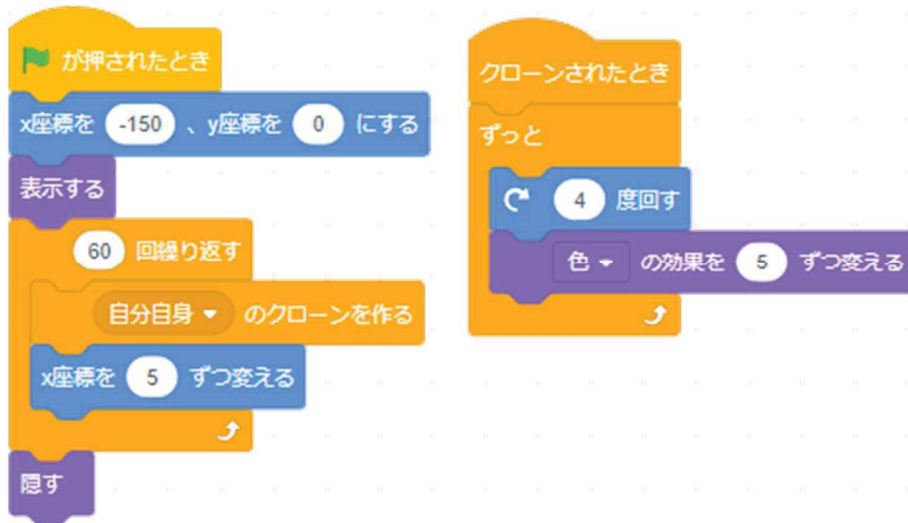 が押されたとき
x座標を -150 、y座標を 0 にする
表示する
60 回繰り返す
自分自身 のクローンを作る
x座標を 5 ずつ変える
隠す
クローンされたとき
ずっと
4 度回す
色 の効果を 5 ずつ変える